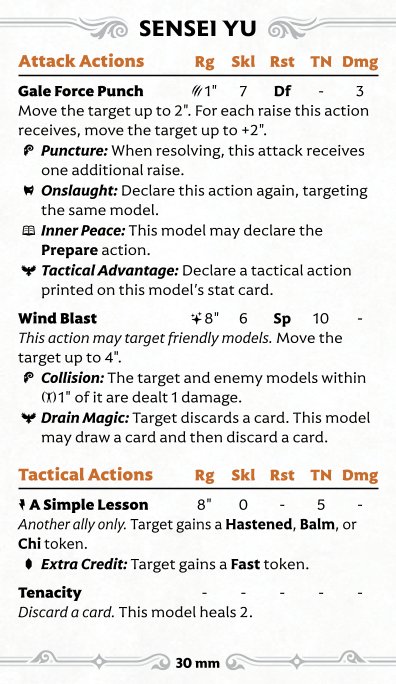 SENSEI YU
Attack Actions Rg Skl Rst TN Dmg
Gale Force Punch 1" 7 Df - 3
Move the target up to 2". For each raise this action
receives, move the target up to +2".
Puncture: When resolving, this attack receives
one additional raise.
Onslaught: Declare this action again, targeting
the same model.
Inner Peace: This model may declare the
Prepare action.
Tactical Advantage: Declare a tactical action
printed on this model's stat card.
Wind Blast 8" 6 Sp 10 -
This action may target friendly models. Move the
target up to 4".
Collision: The target and enemy models within
1" of it are dealt 1 damage.
Drain Magic: Target discards a card. This model
may draw a card and then discard a card.
Tactical Actions Rg Skl Rst TN Dmg
A Simple Lesson 8" 0 - 5 -
Another ally only. Target gains a Hastened, Balm, or
Chi token.
Extra Credit: Target gains a Fast token.
Tenacity - - - - -
Discard a card. This model heals 2.
30 mm